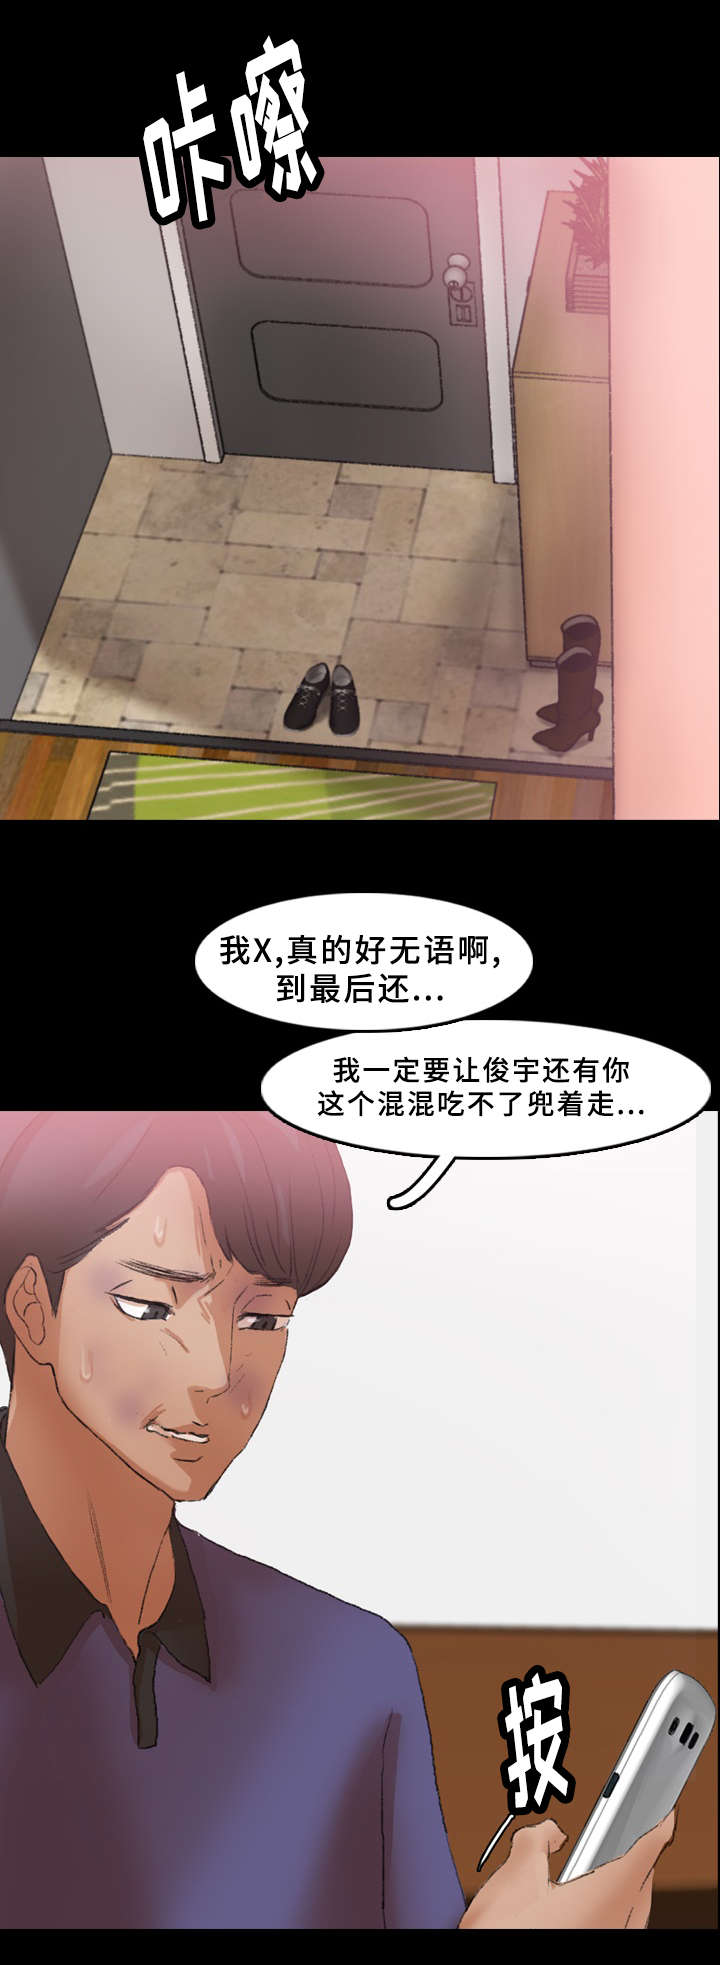 咔嚓
我X,真的好无语啊,
到最后还...
我一定要让俊宇还有你
这个混混吃不了兜着走...
按